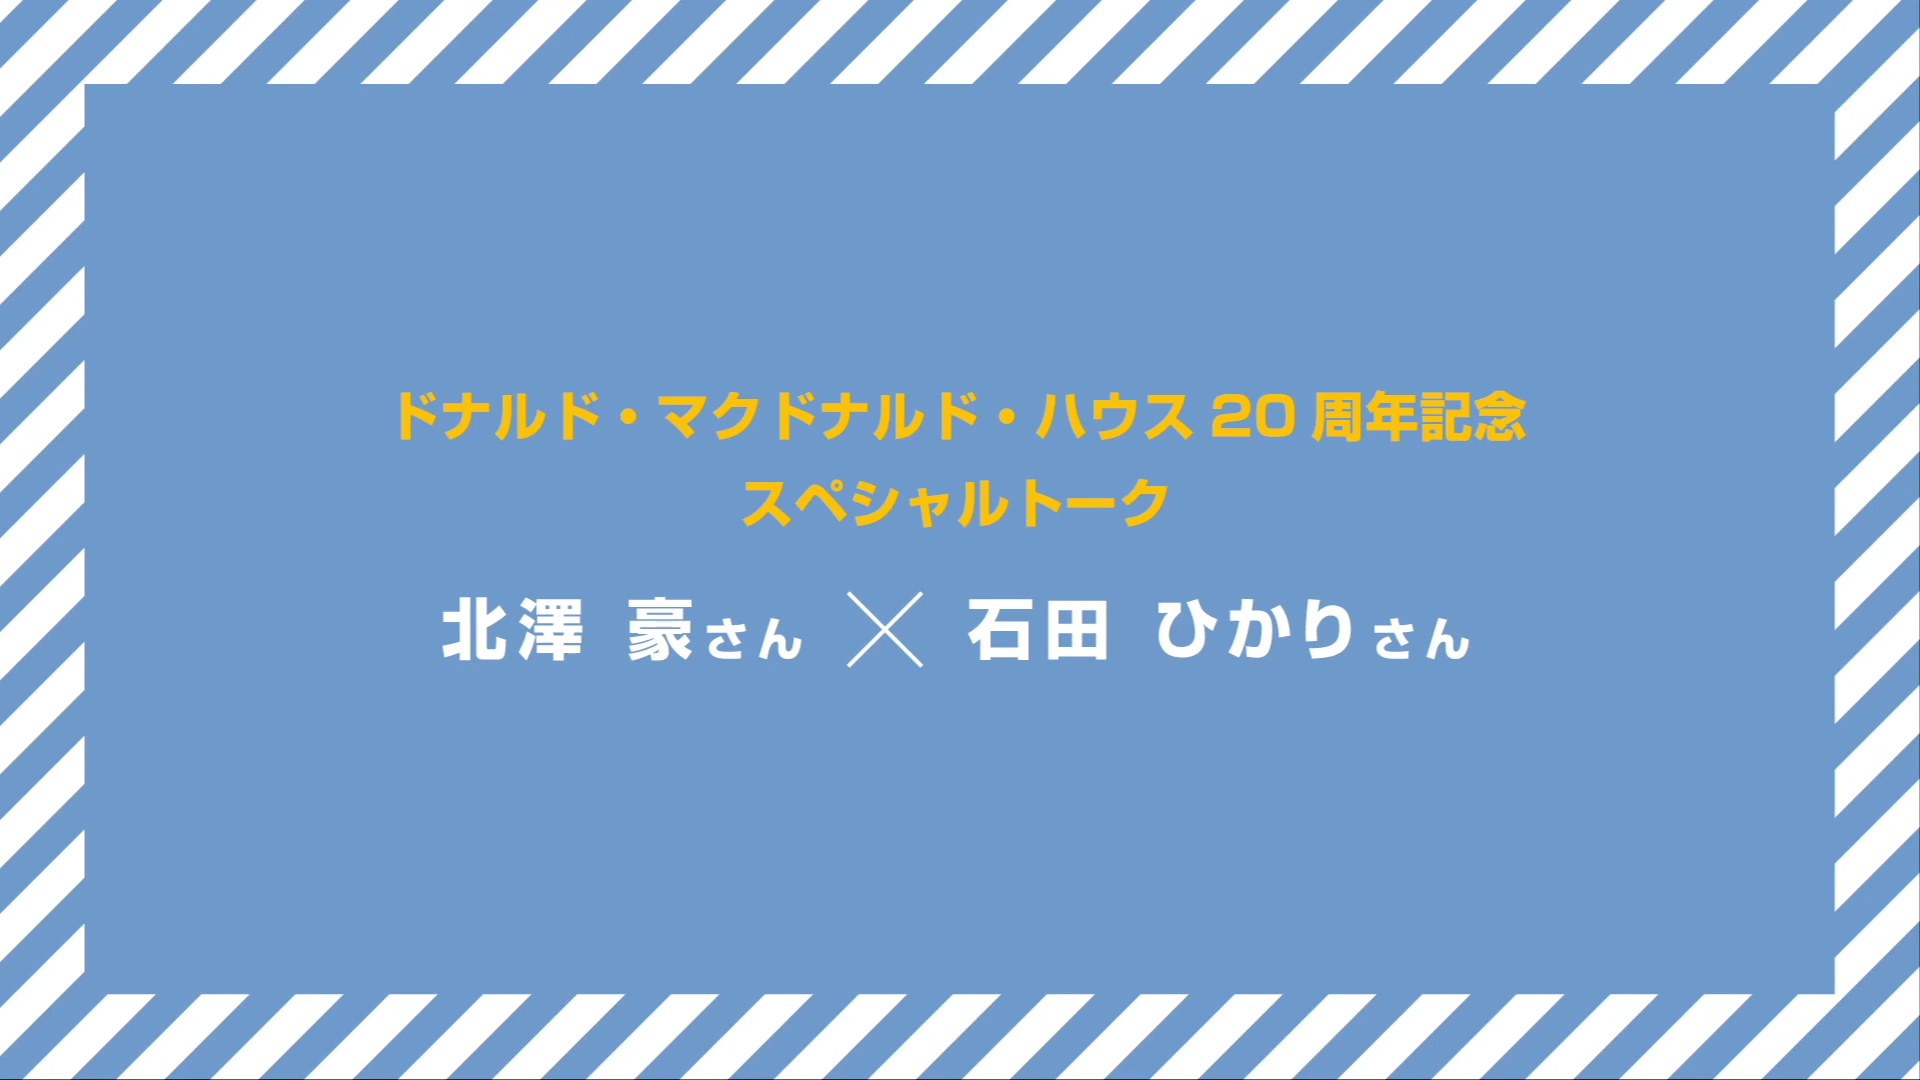 ドナルド・マクドナルド・ハウス 20 周年記念
スペシャルトーク
北澤 豪さん × 石田 ひかりさん